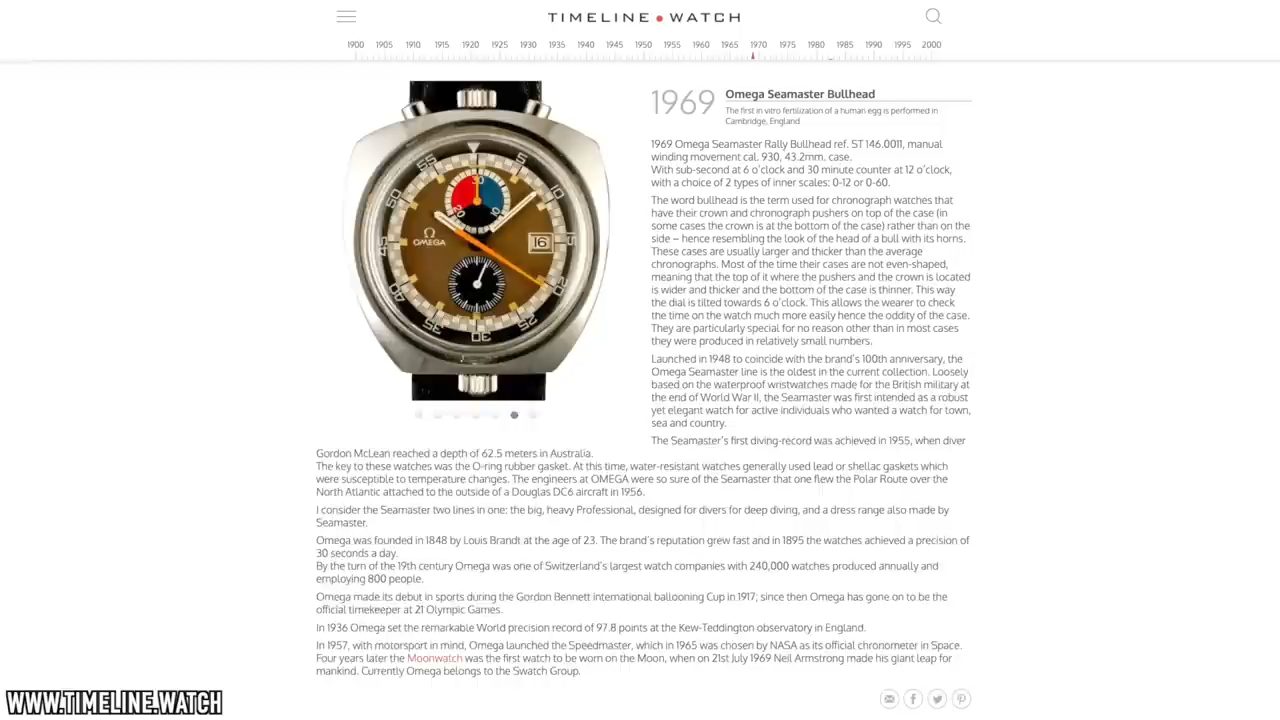 TIMELINE WATCH
1900 1905 1910 1915 1920 1925 1930 1935 1940 1945 1950 1955 1960 1965 1970 1975 1980 1985 1990 1995 2000
1969 Omega Seamaster Bullhead
The first in vitro fertilization of a human egg is performed in
Cambridge, England
1969 Omega Seamaster Rally Bullhead ref. ST 146.0011, manual
winding movement cal. 930, 43.2mm. case.
With sub-second at 6 o'clock and 30 minute counter at 12 o'clock,
with a choice of 2 types of inner scales: 0-12 or 0-60.
The word bullhead is the term used for chronograph watches that
have their crown and chronograph pushers on top of the case (in
some cases the crown is at the bottom of the case) rather than on the
side – hence resembling the look of the head of a bull with its horns.
These cases are usually larger and thicker than the average
chronographs. Most of the time their cases are not even-shaped,
meaning that the top of it where the pushers and the crown is located
is wider and thicker and the bottom of the case is thinner. This way
the dial is tilted towards 6 o'clock. This allows the wearer to check
the time on the watch much more easily hence the oddity of the case.
They are particularly special for no reason other than in most cases
they were produced in relatively small numbers.
Launched in 1948 to coincide with the brand's 100th anniversary, the
Omega Seamaster line is the oldest in the current collection. Loosely
based on the waterproof wristwatches made for the British military at
the end of World War II, the Seamaster was first intended as a robust
yet elegant watch for active individuals who wanted a watch for town,
sea and country.
The Seamaster's first diving-record was achieved in 1955, when diver
Gordon McLean reached a depth of 62.5 meters in Australia.
The key to these watches was the O-ring rubber gasket. At this time, water-resistant watches generally used lead or shellac gaskets which
were susceptible to temperature changes. The engineers at OMEGA were so sure of the Seamaster that one flew the Polar Route over the
North Atlantic attached to the outside of a Douglas DC6 aircraft in 1956.
I consider the Seamaster two lines in one: the big, heavy Professional, designed for divers for deep diving, and a dress range also made by
Seamaster.
Omega was founded in 1848 by Louis Brandt at the age of 23. The brand's reputation grew fast and in 1895 the watches achieved a precision of
30 seconds a day.
By the turn of the 19th century Omega was one of Switzerland's largest watch companies with 240,000 watches produced annually and
employing 800 people.
Omega made its debut in sports during the Gordon Bennett international ballooning Cup in 1917; since then Omega has gone on to be the
official timekeeper at 21 Olympic Games.
In 1936 Omega set the remarkable World precision record of 97.8 points at the Kew-Teddington observatory in England.
In 1957, with motorsport in mind, Omega launched the Speedmaster, which in 1965 was chosen by NASA as its official chronometer in Space.
Four years later the Moonwatch was the first watch to be worn on the Moon, when on 21st July 1969 Neil Armstrong made his giant leap for
mankind. Currently Omega belongs to the Swatch Group.
55 5
50 10
45 15
40 20
35 25
30
30
20 10
Ω
OMEGA
16
WWW.TIMELINE.WATCH